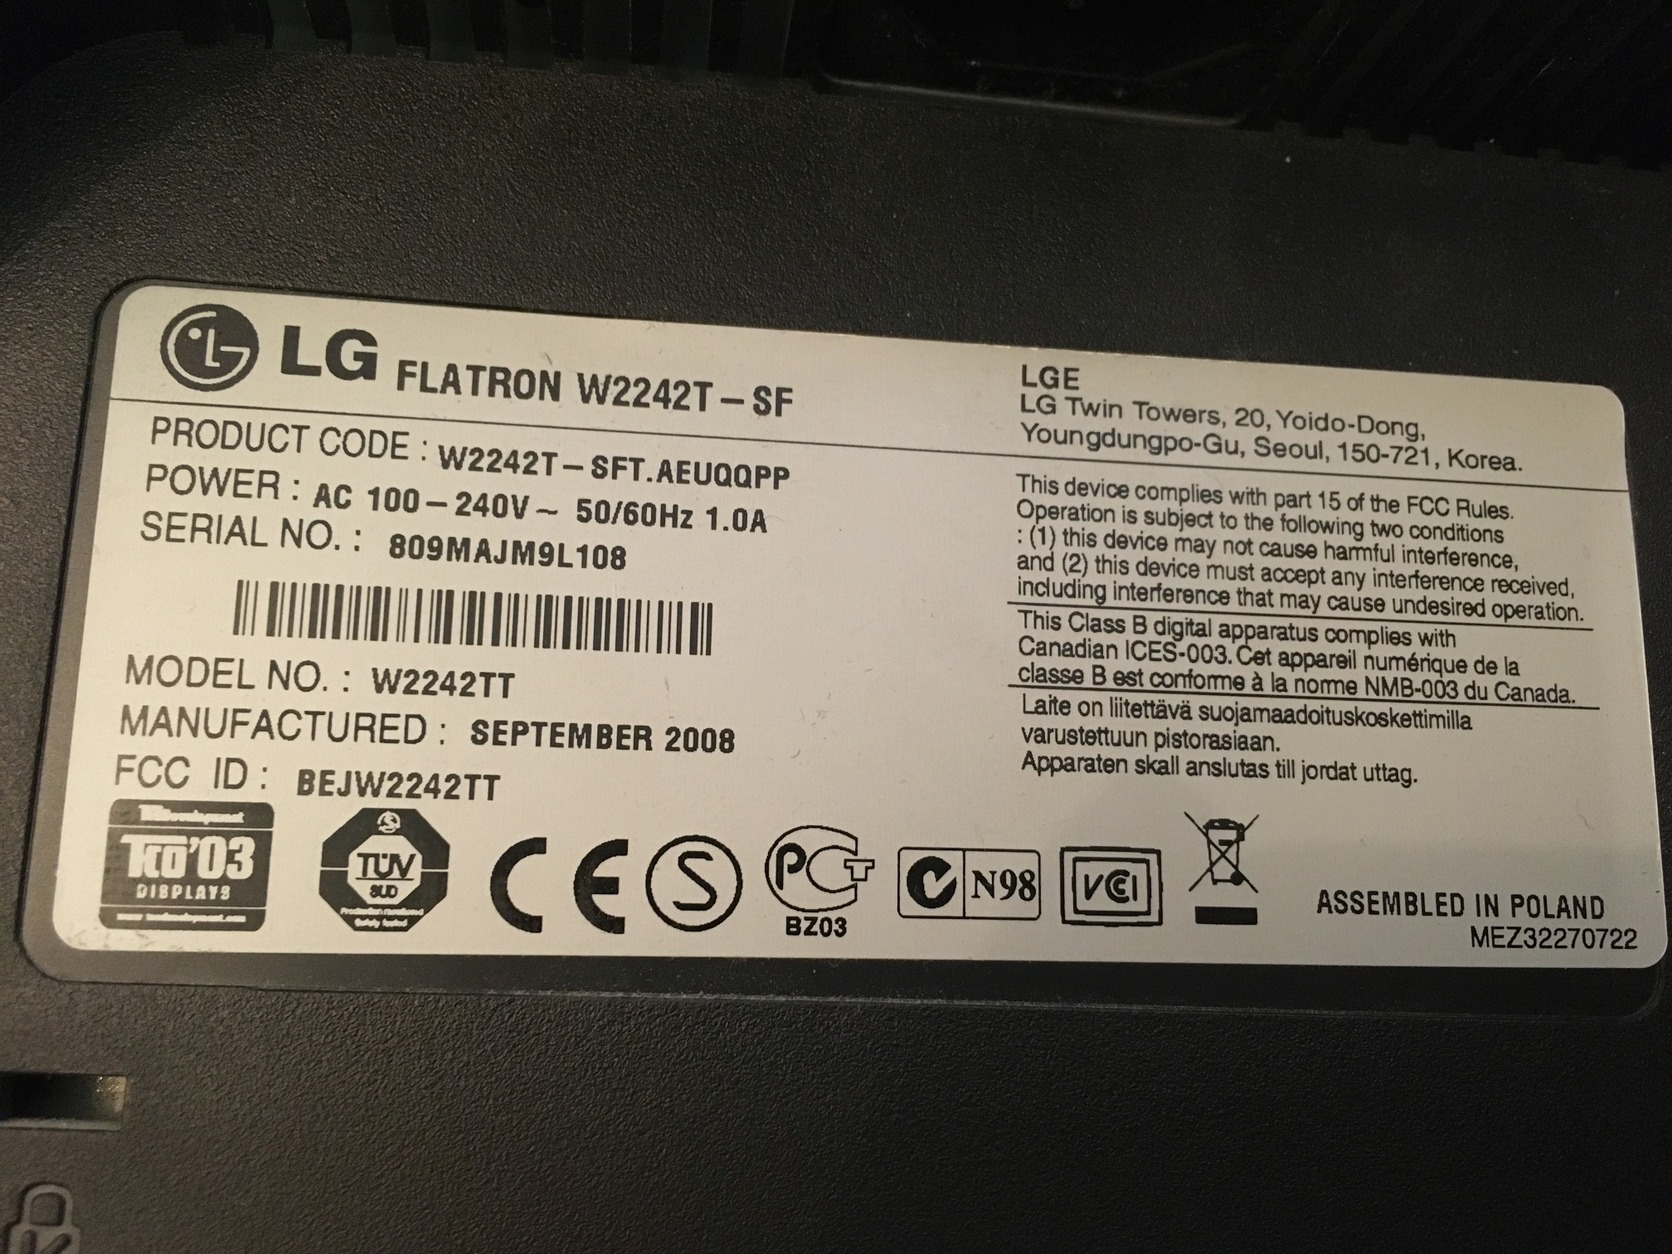 LG FLATRON W2242T-SF
PRODUCT CODE : W2242T-SFT.AEUQQPP
POWER : AC 100-240V~ 50/60Hz 1.0A
SERIAL NO. : 809MAJM9L108
MODEL NO. : W2242TT
MANUFACTURED : SEPTEMBER 2008
FCC ID : BEJW2242TT
LGE
LG Twin Towers, 20, Yoido-Dong,
Youngdungpo-Gu, Seoul, 150-721, Korea.
This device complies with part 15 of the FCC Rules.
Operation is subject to the following two conditions
: (1) this device may not cause harmful interference,
and (2) this device must accept any interference received,
including interference that may cause undesired operation.
This Class B digital apparatus complies with
Canadian ICES-003. Cet appareil numérique de la
classe B est conforme à la norme NMB-003 du Canada.
Laite on liitettävä suojamaadoituskoskettimilla
varustettuun pistorasiaan.
Apparaten skall anslutas till jordat uttag.
TCO'03
DISPLAYS
TÜV
SÜD
CE
S
PCT
BZ03
N98
VCI
ASSEMBLED IN POLAND
MEZ32270722